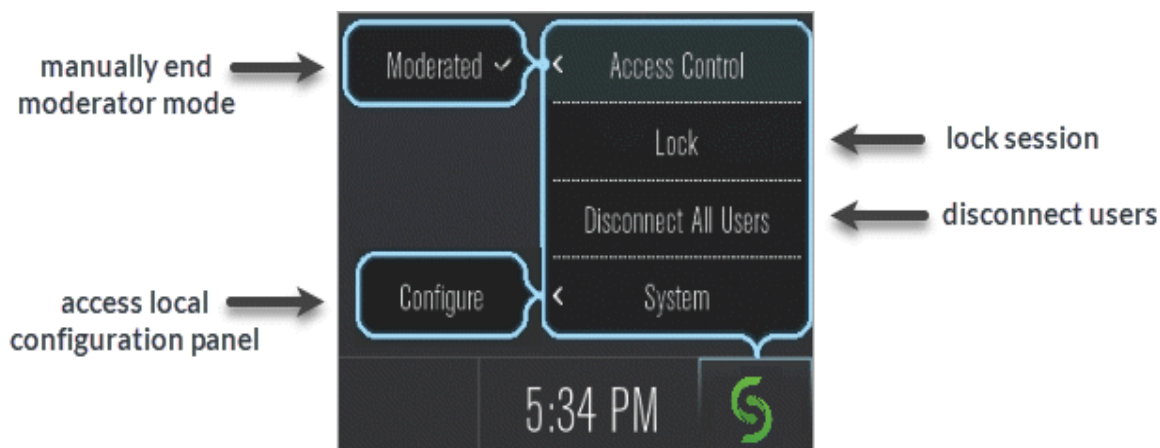 manually end
moderator mode
Moderated
Access Control
Lock
lock session
Disconnect All Users
disconnect users
access local
configuration panel
Configure
System
5:34 PM